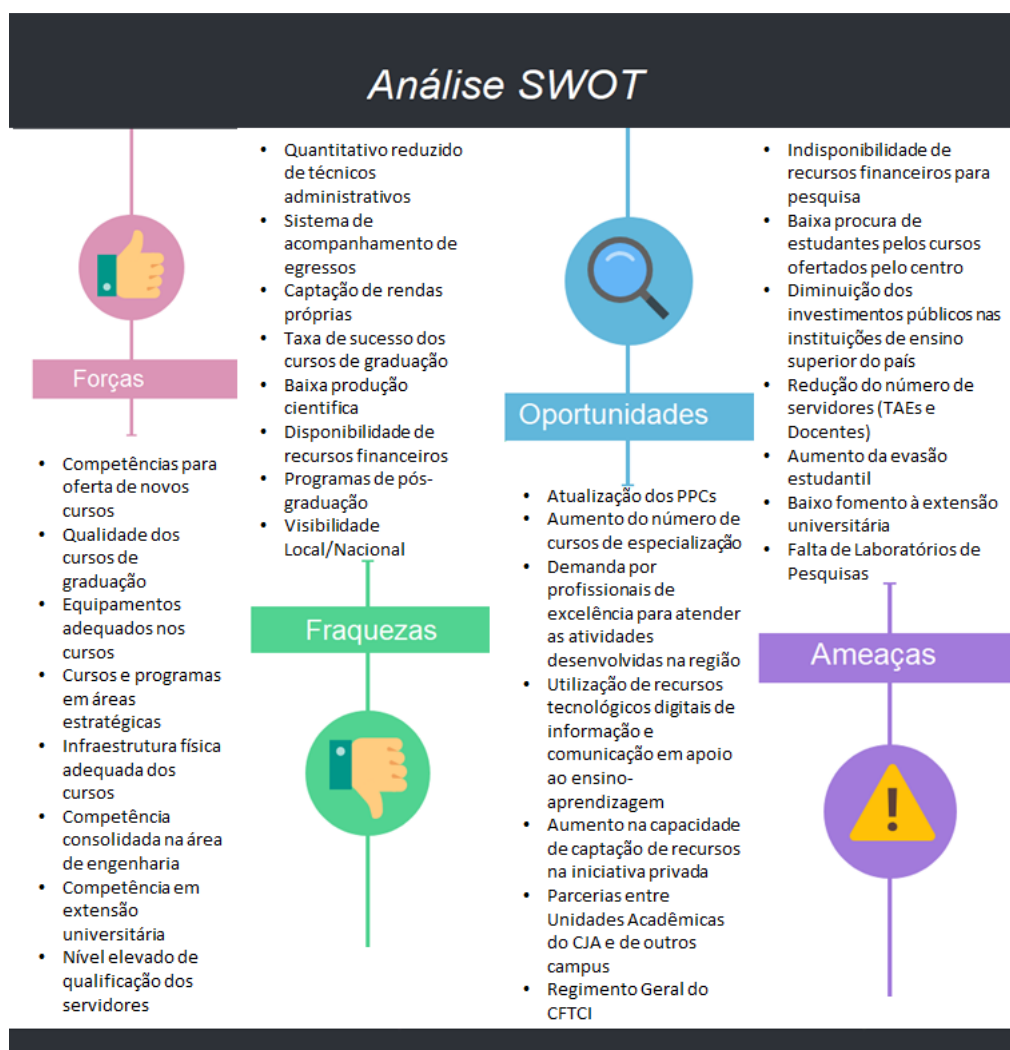 Análise SWOT
Forças
• Competências para
oferta de novos
cursos
• Qualidade dos
cursos de
graduação
• Equipamentos
adequados nos
cursos
• Cursos e programas
em áreas
estratégicas
• Infraestrutura física
adequada dos
cursos
• Competência
consolidada na área
de engenharia
• Competência em
extensão
universitária
• Nível elevado de
qualificação dos
servidores
• Quantitativo reduzido
de técnicos
administrativos
• Sistema de
acompanhamento de
egressos
• Captação de rendas
próprias
• Taxa de sucesso dos
cursos de graduação
• Baixa produção
cientifica
• Disponibilidade de
recursos financeiros
• Programas de pós-
graduação
• Visibilidade
Local/Nacional
Fraquezas
Oportunidades
• Atualização dos PPCs
• Aumento do número de
cursos de especialização
• Demanda por
profissionais de
excelência para atender
as atividades
desenvolvidas na região
• Utilização de recursos
tecnológicos digitais de
informação e
comunicação em apoio
ao ensino-
aprendizagem
• Aumento na capacidade
de captação de recursos
na iniciativa privada
• Parcerias entre
Unidades Acadêmicas
do CJA e de outros
campus
• Regimento Geral do
CFTCI
• Indisponibilidade de
recursos financeiros para
pesquisa
• Baixa procura de
estudantes pelos cursos
ofertados pelo centro
• Diminuição dos
investimentos públicos nas
instituições de ensino
superior do país
• Redução do número de
servidores (TAEs e
Docentes)
• Aumento da evasão
estudantil
• Baixo fomento à extensão
universitária
• Falta de Laboratórios de
Pesquisas
Ameaças